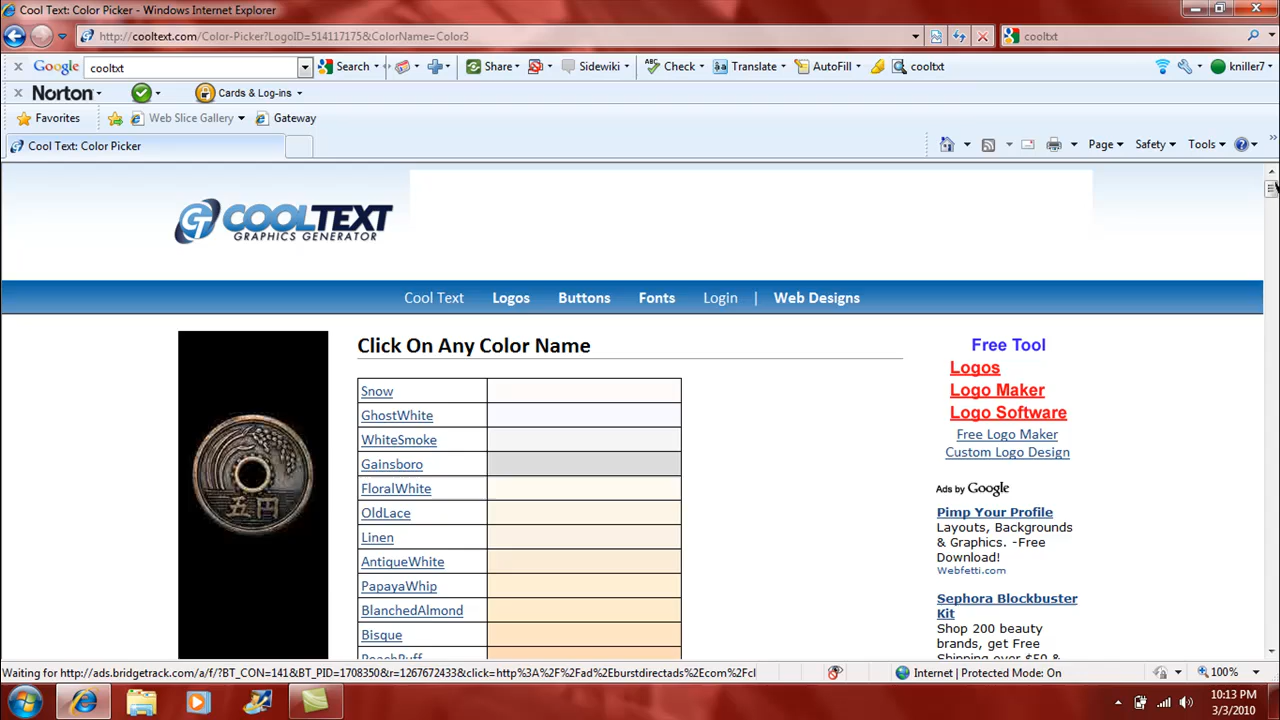 Cool Text: Color Picker - Windows Internet Explorer
http://cooltext.com/Color-Picker?LogoID=514117175&ColorName=Color3
cooltxt
Google
cooltxt
Search
Share
Sidewiki
Check
Translate
AutoFill
cooltxt
kniller7
Norton
Cards & Log-ins
Favorites
Web Slice Gallery
Gateway
Cool Text: Color Picker
Page
Safety
Tools
COOLTEXT
GRAPHICS GENERATOR
Cool Text
Logos
Buttons
Fonts
Login
|
Web Designs
五円
Click On Any Color Name
Snow
GhostWhite
WhiteSmoke
Gainsboro
FloralWhite
OldLace
Linen
AntiqueWhite
PapayaWhip
BlanchedAlmond
Bisque
PeachPuff
Free Tool
Logos
Logo Maker
Logo Software
Free Logo Maker
Custom Logo Design
Ads by Google
Pimp Your Profile
Layouts, Backgrounds
& Graphics. -Free
Download!
Webfetti.com
Sephora Blockbuster
Kit
Shop 200 beauty
brands, get Free
Shipping over $50 &
Waiting for http://ads.bridgetrack.com/a/f/?BT_CON=141&BT_PID=1708350&r=1267672433&click=http%3A%2F%2Fad%2Eburstdirectads%2Ecom%2Fcl
Internet | Protected Mode: On
100%
10:13 PM
3/3/2010